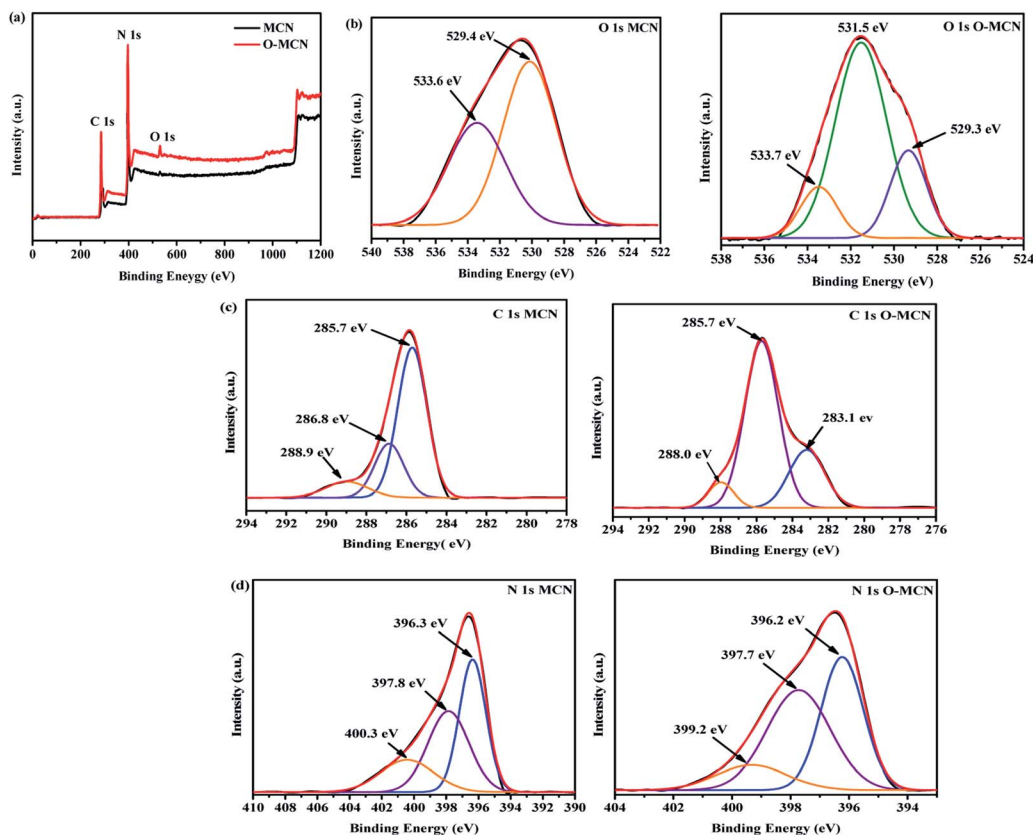 (a)
MCN
O-MCN
N 1s
C 1s
O 1s
Intensity (a.u.)
0 200 400 600 800 1000 1200
Binding Eneygy (eV)
(b)
O 1s MCN
529.4 eV
533.6 eV
Intensity (a.u.)
540 538 536 534 532 530 528 526 524 522
Binding Energy (eV)
531.5 eV
O 1s O-MCN
533.7 eV
529.3 eV
Intensity (a.u.)
538 536 534 532 530 528 526 524
Binding Energy (eV)
(c)
C 1s MCN
285.7 eV
286.8 eV
288.9 eV
Intensity (a.u.)
294 292 290 288 286 284 282 280 278
Binding Energy( eV)
C 1s O-MCN
285.7 eV
283.1 ev
288.0 eV
Intensity (a.u.)
294 292 290 288 286 284 282 280 278 276
Binding Energy (eV)
(d)
N 1s MCN
396.3 eV
397.8 eV
400.3 eV
Intensity (a.u.)
410 408 406 404 402 400 398 396 394 392 390
Binding Energy (eV)
N 1s O-MCN
396.2 eV
397.7 eV
399.2 eV
Intensity (a.u.)
404 402 400 398 396 394
Binding Energy (eV)